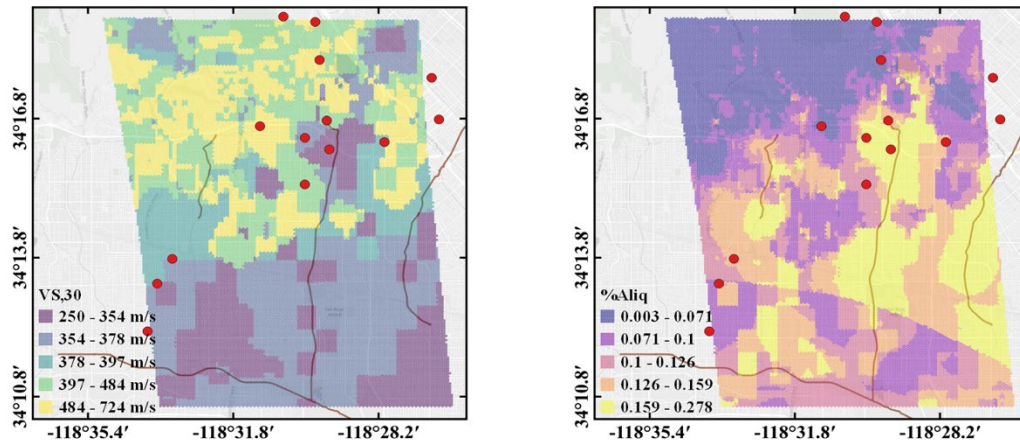 34°16.8'
34°13.8'
34°10.8'
VS,30
250 - 354 m/s
354 - 378 m/s
378 - 397 m/s
397 - 484 m/s
484 - 724 m/s
-118°35.4' -118°31.8' -118°28.2'
34°16.8'
34°13.8'
34°10.8'
%Aliq
0.003 - 0.071
0.071 - 0.1
0.1 - 0.126
0.126 - 0.159
0.159 - 0.278
-118°35.4' -118°31.8' -118°28.2'